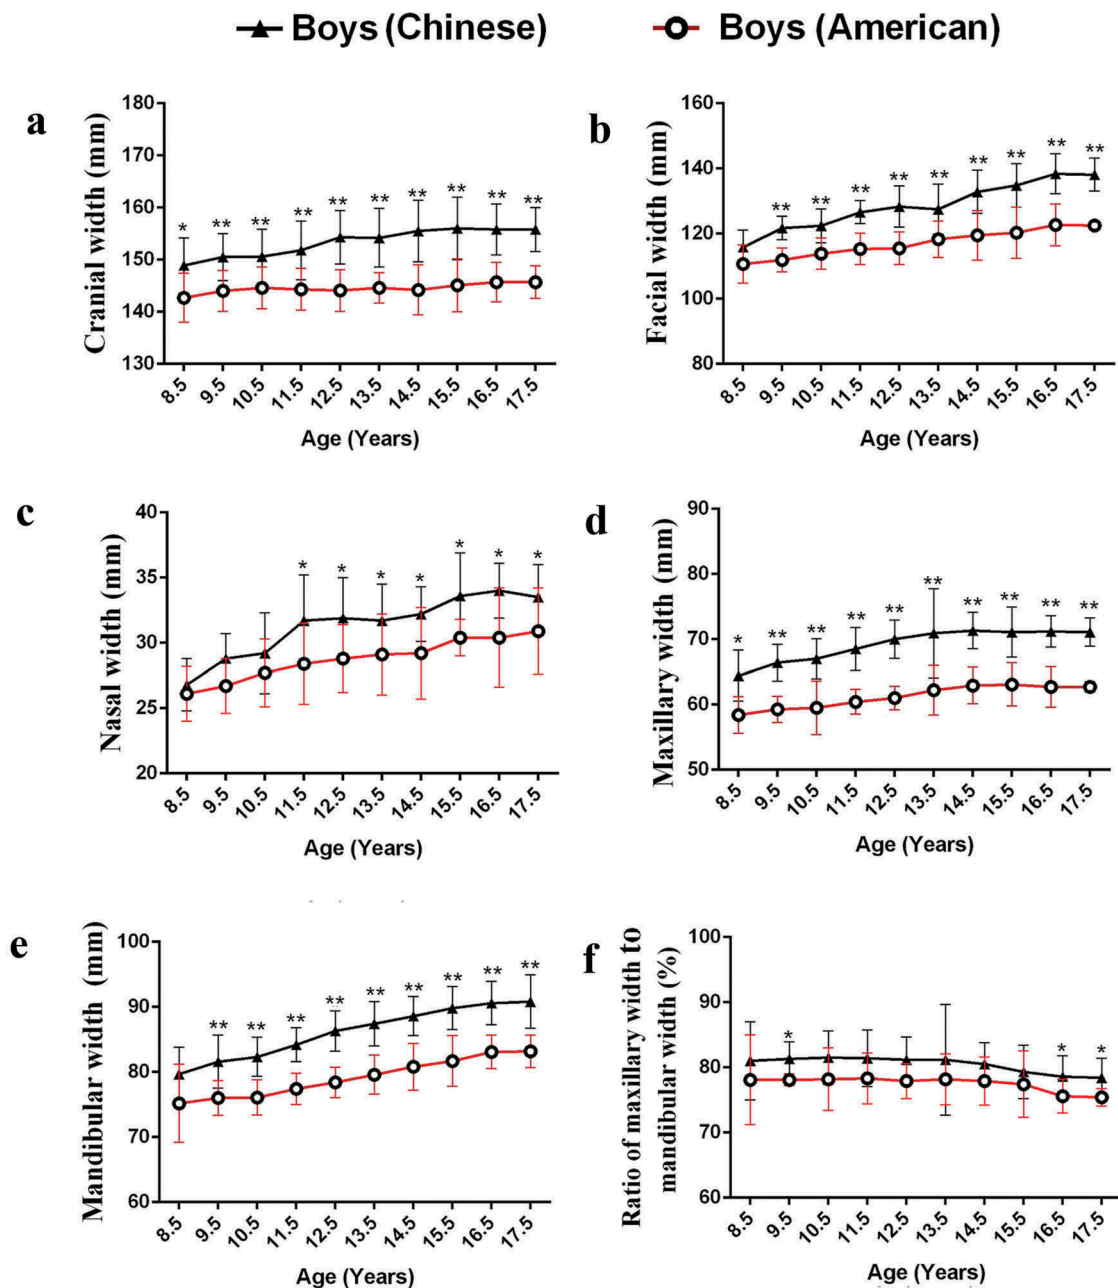 Boys (Chinese) Boys (American)
a
Cranial width (mm)
180
170
160
150
140
130
* ** ** ** ** ** ** ** ** **
8.5 9.5 10.5 11.5 12.5 13.5 14.5 15.5 16.5 17.5
Age (Years)
b
Facial width (mm)
160
140
120
100
80
** ** ** ** ** ** ** ** **
8.5 9.5 10.5 11.5 12.5 13.5 14.5 15.5 16.5 17.5
Age (Years)
c
Nasal width (mm)
40
35
30
25
20
* * * * * * *
8.5 9.5 10.5 11.5 12.5 13.5 14.5 15.5 16.5 17.5
Age (Years)
d
Maxillary width (mm)
90
80
70
60
50
* ** ** ** ** ** ** ** ** **
8.5 9.5 10.5 11.5 12.5 13.5 14.5 15.5 16.5 17.5
Age (Years)
e
Mandibular width (mm)
100
90
80
70
60
** ** ** ** ** ** ** ** **
8.5 9.5 10.5 11.5 12.5 13.5 14.5 15.5 16.5 17.5
Age (Years)
f
Ratio of maxillary width to
mandibular width (%)
100
90
80
70
60
* * *
8.5 9.5 10.5 11.5 12.5 13.5 14.5 15.5 16.5 17.5
Age (Years)